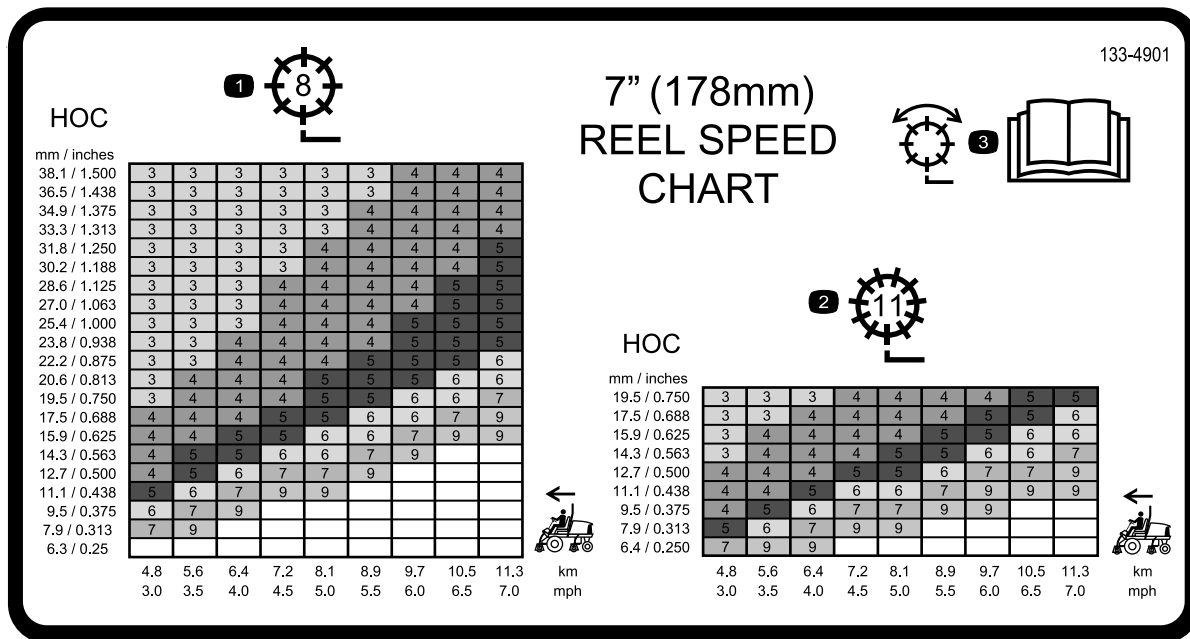 133-4901
7” (178mm)
REEL SPEED
CHART
3
1
8
HOC
mm / inches
38.1 / 1.500 3 3 3 3 3 3 4 4 4
36.5 / 1.438 3 3 3 3 3 3 4 4 4
34.9 / 1.375 3 3 3 3 3 4 4 4 4
33.3 / 1.313 3 3 3 3 3 4 4 4 4
31.8 / 1.250 3 3 3 3 4 4 4 4 5
30.2 / 1.188 3 3 3 3 4 4 4 4 5
28.6 / 1.125 3 3 3 4 4 4 4 5 5
27.0 / 1.063 3 3 3 4 4 4 4 5 5
25.4 / 1.000 3 3 3 4 4 4 5 5 5
23.8 / 0.938 3 3 4 4 4 4 5 5 5
22.2 / 0.875 3 3 4 4 4 5 5 5 6
20.6 / 0.813 3 4 4 4 5 5 5 6 6
19.5 / 0.750 3 4 4 4 5 5 6 6 7
17.5 / 0.688 4 4 4 5 5 6 6 7 9
15.9 / 0.625 4 4 5 5 6 6 7 9 9
14.3 / 0.563 4 5 5 6 6 7 9
12.7 / 0.500 4 5 6 7 7 9
11.1 / 0.438 5 6 7 9 9
9.5 / 0.375 6 7 9
7.9 / 0.313 7 9
6.3 / 0.25
4.8 5.6 6.4 7.2 8.1 8.9 9.7 10.5 11.3 km
3.0 3.5 4.0 4.5 5.0 5.5 6.0 6.5 7.0 mph
2
11
HOC
mm / inches
19.5 / 0.750 3 3 3 4 4 4 4 5 5
17.5 / 0.688 3 3 4 4 4 4 5 5 6
15.9 / 0.625 3 4 4 4 4 5 5 6 6
14.3 / 0.563 3 4 4 4 5 5 6 6 7
12.7 / 0.500 4 4 4 5 5 6 7 7 9
11.1 / 0.438 4 4 5 6 6 7 9 9 9
9.5 / 0.375 4 5 6 7 7 9 9
7.9 / 0.313 5 6 7 9 9
6.4 / 0.250 7 9 9
4.8 5.6 6.4 7.2 8.1 8.9 9.7 10.5 11.3 km
3.0 3.5 4.0 4.5 5.0 5.5 6.0 6.5 7.0 mph